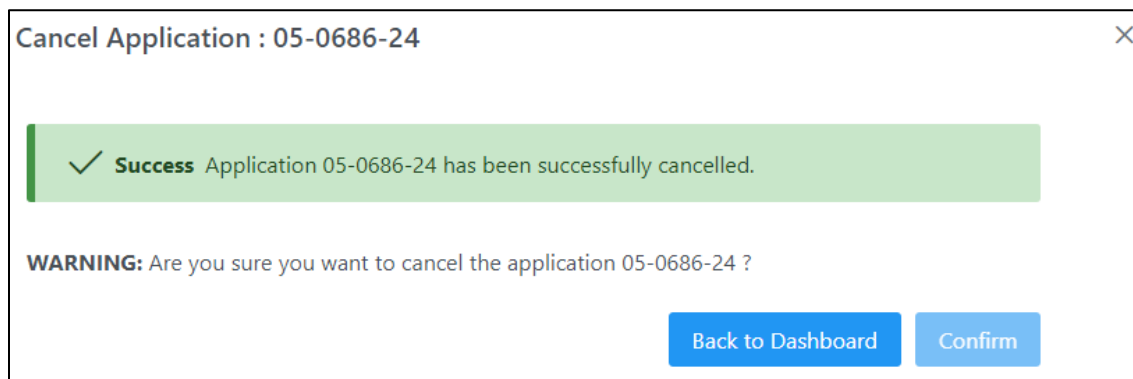 Cancel Application : 05-0686-24
Success Application 05-0686-24 has been successfully cancelled.
WARNING: Are you sure you want to cancel the application 05-0686-24 ?
Back to Dashboard Confirm